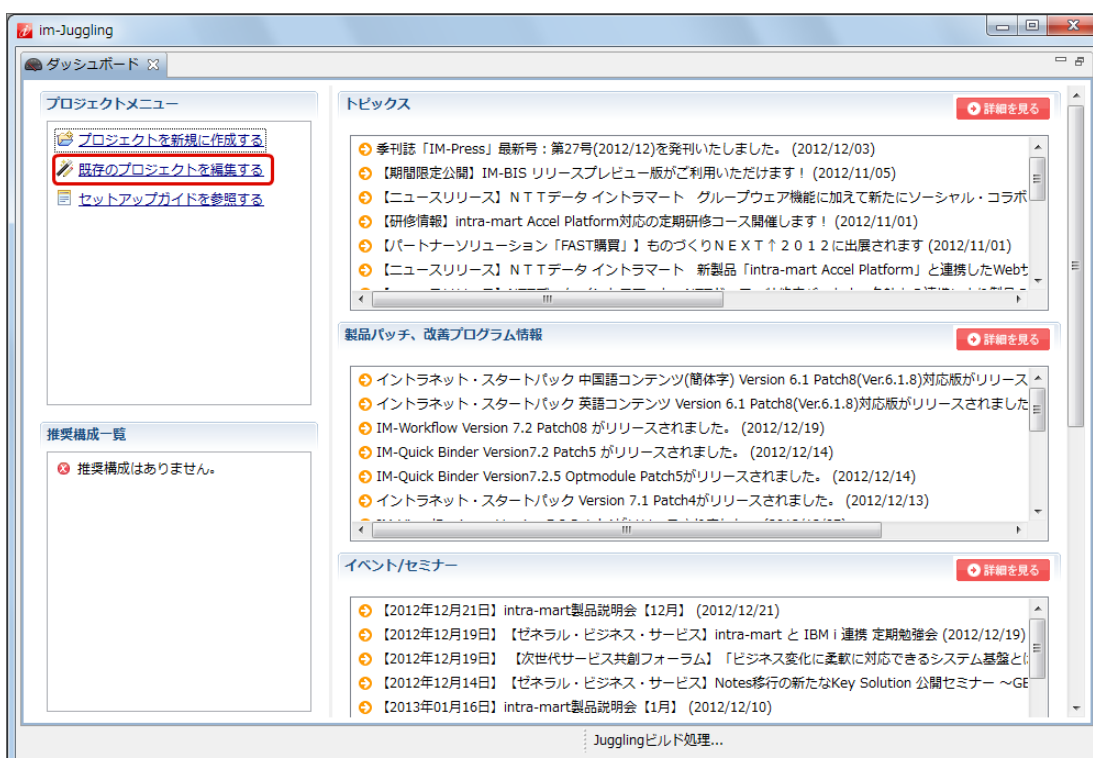 im-Juggling
ダッシュボード
プロジェクトメニュー
プロジェクトを新規に作成する
既存のプロジェクトを編集する
セットアップガイドを参照する
推奨構成一覧
推奨構成はありません。
トピックス
詳細を見る
季刊誌「IM-Press」最新号:第27号(2012/12)を発刊いたしました。 (2012/12/03)
【期間限定公開】IM-BIS リリースプレビュー版がご利用いただけます! (2012/11/05)
【ニュースリリース】NTTデータ イントラマート グループウェア機能に加えて新たにソーシャル・コラボ
【研修情報】intra-mart Accel Platform対応の定期研修コース開催します! (2012/11/01)
【パートナーソリューション「FAST購買」】ものづくりNEXT↑2012に出展されます (2012/11/01)
【ニュースリリース】NTTデータ イントラマート 新製品「intra-mart Accel Platform」と連携したWebサ
製品パッチ、改善プログラム情報
詳細を見る
イントラネット・スタートパック 中国語コンテンツ(簡体字) Version 6.1 Patch8(Ver.6.1.8)対応版がリリース
イントラネット・スタートパック 英語コンテンツ Version 6.1 Patch8(Ver.6.1.8)対応版がリリースされました
IM-Workflow Version 7.2 Patch08 がリリースされました。 (2012/12/19)
IM-Quick Binder Version7.2 Patch5 がリリースされました。 (2012/12/14)
IM-Quick Binder Version7.2.5 Optmodule Patch5がリリースされました。 (2012/12/14)
イントラネット・スタートパック Version 7.1 Patch4がリリースされました。 (2012/12/13)
イベント/セミナー
詳細を見る
【2012年12月21日】intra-mart製品説明会【12月】 (2012/12/21)
【2012年12月19日】【ゼネラル・ビジネス・サービス】intra-mart と IBM i 連携 定期勉強会 (2012/12/19)
【2012年12月19日】 【次世代サービス共創フォーラム】「ビジネス変化に柔軟に対応できるシステム基盤とは
【2012年12月14日】【ゼネラル・ビジネス・サービス】Notes移行の新たなKey Solution 公開セミナー ～GE
【2013年01月16日】intra-mart製品説明会【1月】 (2012/12/10)
Jugglingビルド処理...